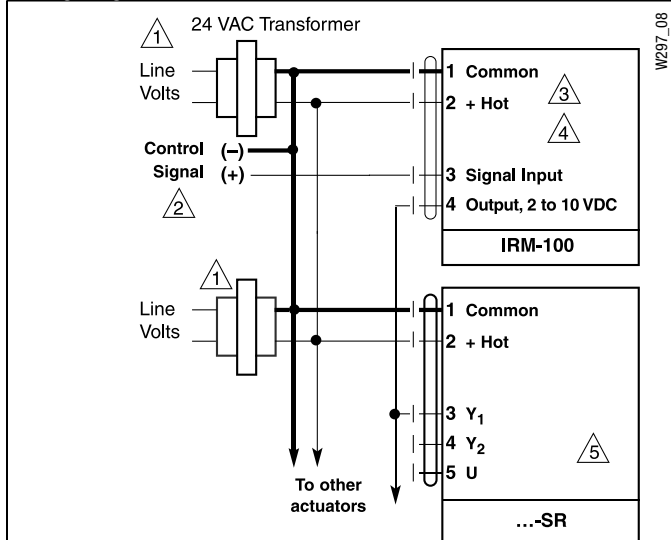 24 VAC Transformer
1
Line
Volts
1 Common
2 + Hot
3
4
Control (–)
Signal (+)
2
3 Signal Input
4 Output, 2 to 10 VDC
IRM-100
W297_08
1
Line
Volts
1 Common
2 + Hot
3 Y1
4 Y2
5 U
5
To other
actuators
...-SR